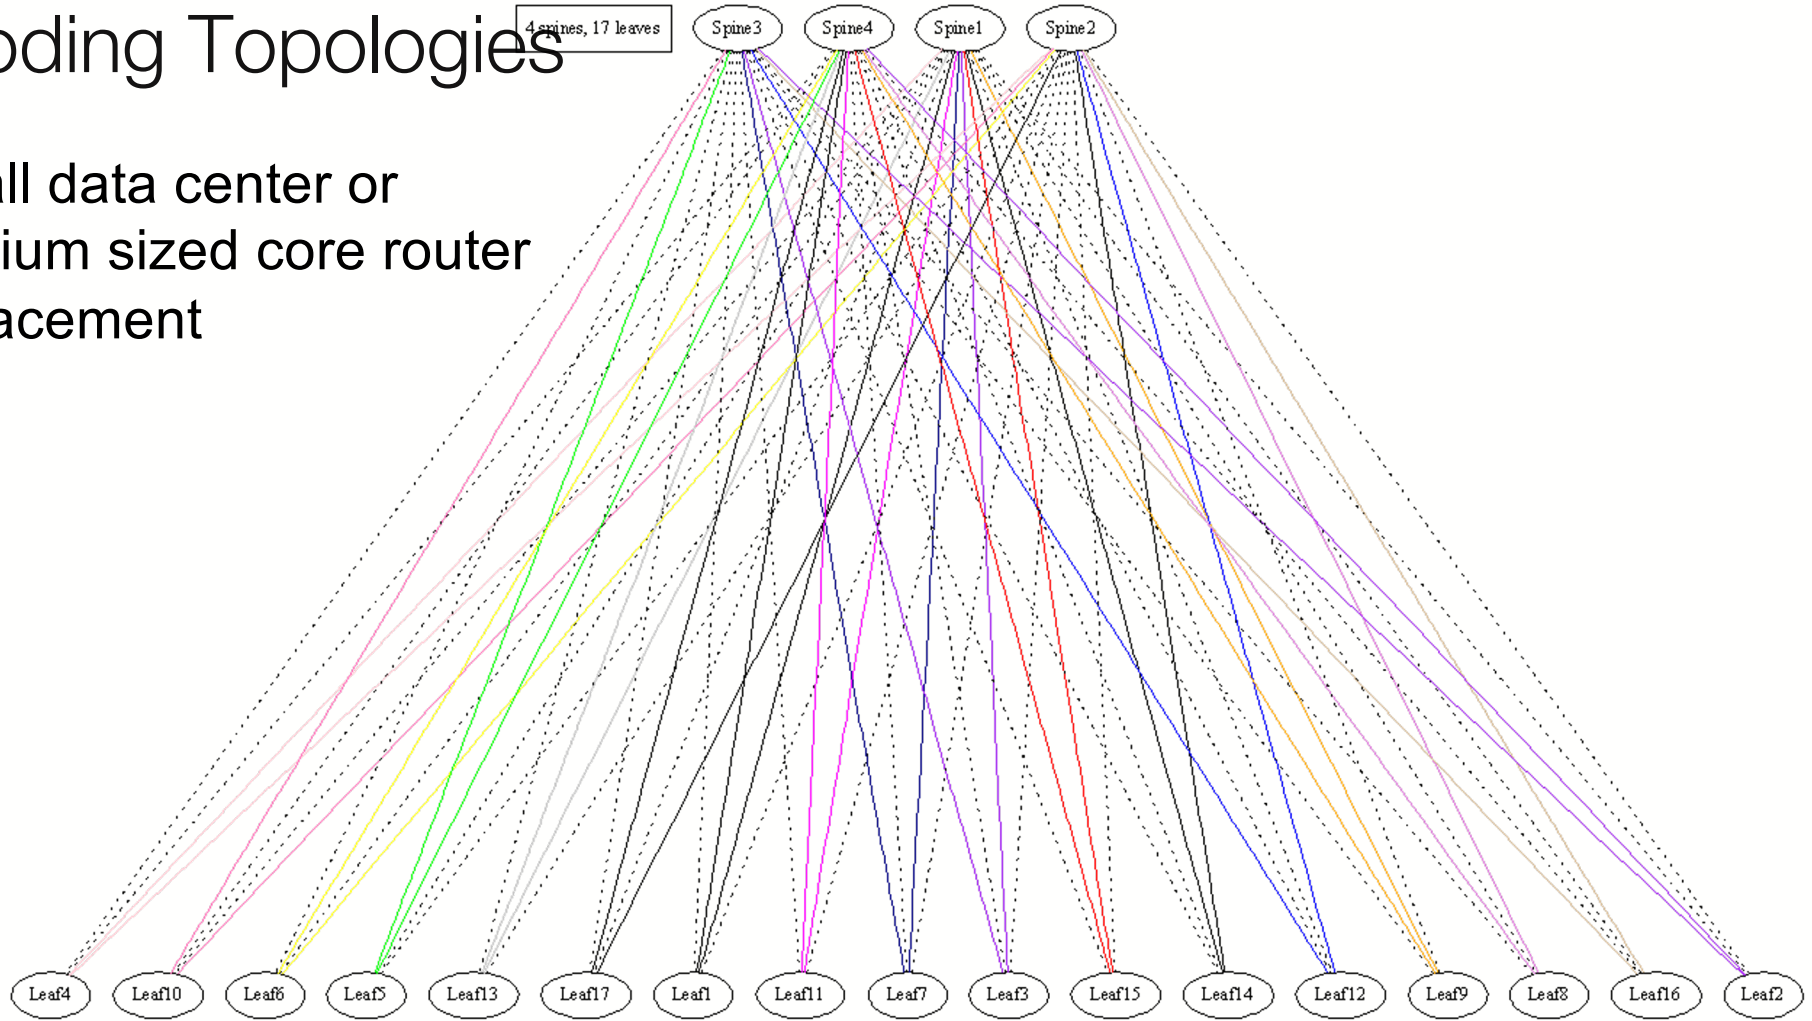 oding Topologies
4 spines, 17 leaves
Spine3
Spine4
Spine1
Spine2
all data center or
ium sized core router
acement
Leaf4
Leaf10
Leaf6
Leaf5
Leaf13
Leaf17
Leaf1
Leaf11
Leaf7
Leaf3
Leaf15
Leaf14
Leaf12
Leaf9
Leaf8
Leaf16
Leaf2